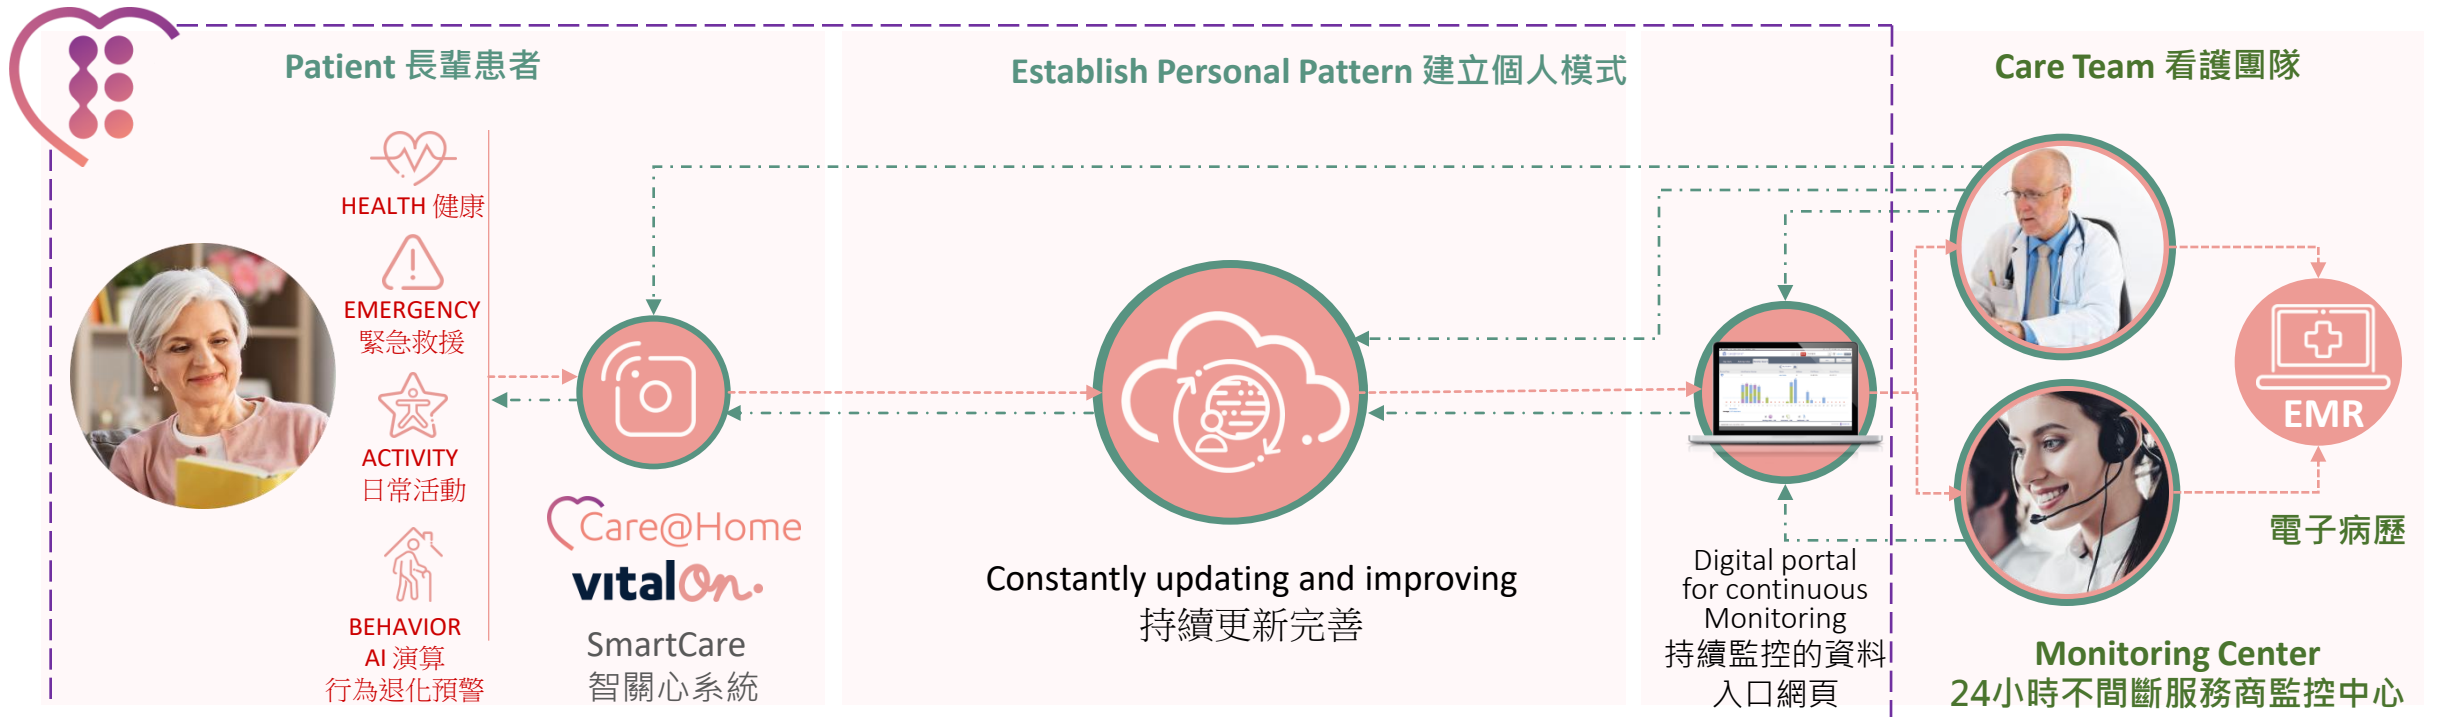 Patient 長輩患者
HEALTH 健康
EMERGENCY
緊急救援
ACTIVITY
日常活動
BEHAVIOR
AI 演算
行為退化預警
Care@Home
vitalOn.
SmartCare
智關心系統
Establish Personal Pattern 建立個人模式
Constantly updating and improving
持續更新完善
Digital portal
for continuous
Monitoring
持續監控的資料
入口網頁
Care Team 看護團隊
EMR
電子病歷
Monitoring Center
24小時不間斷服務商監控中心